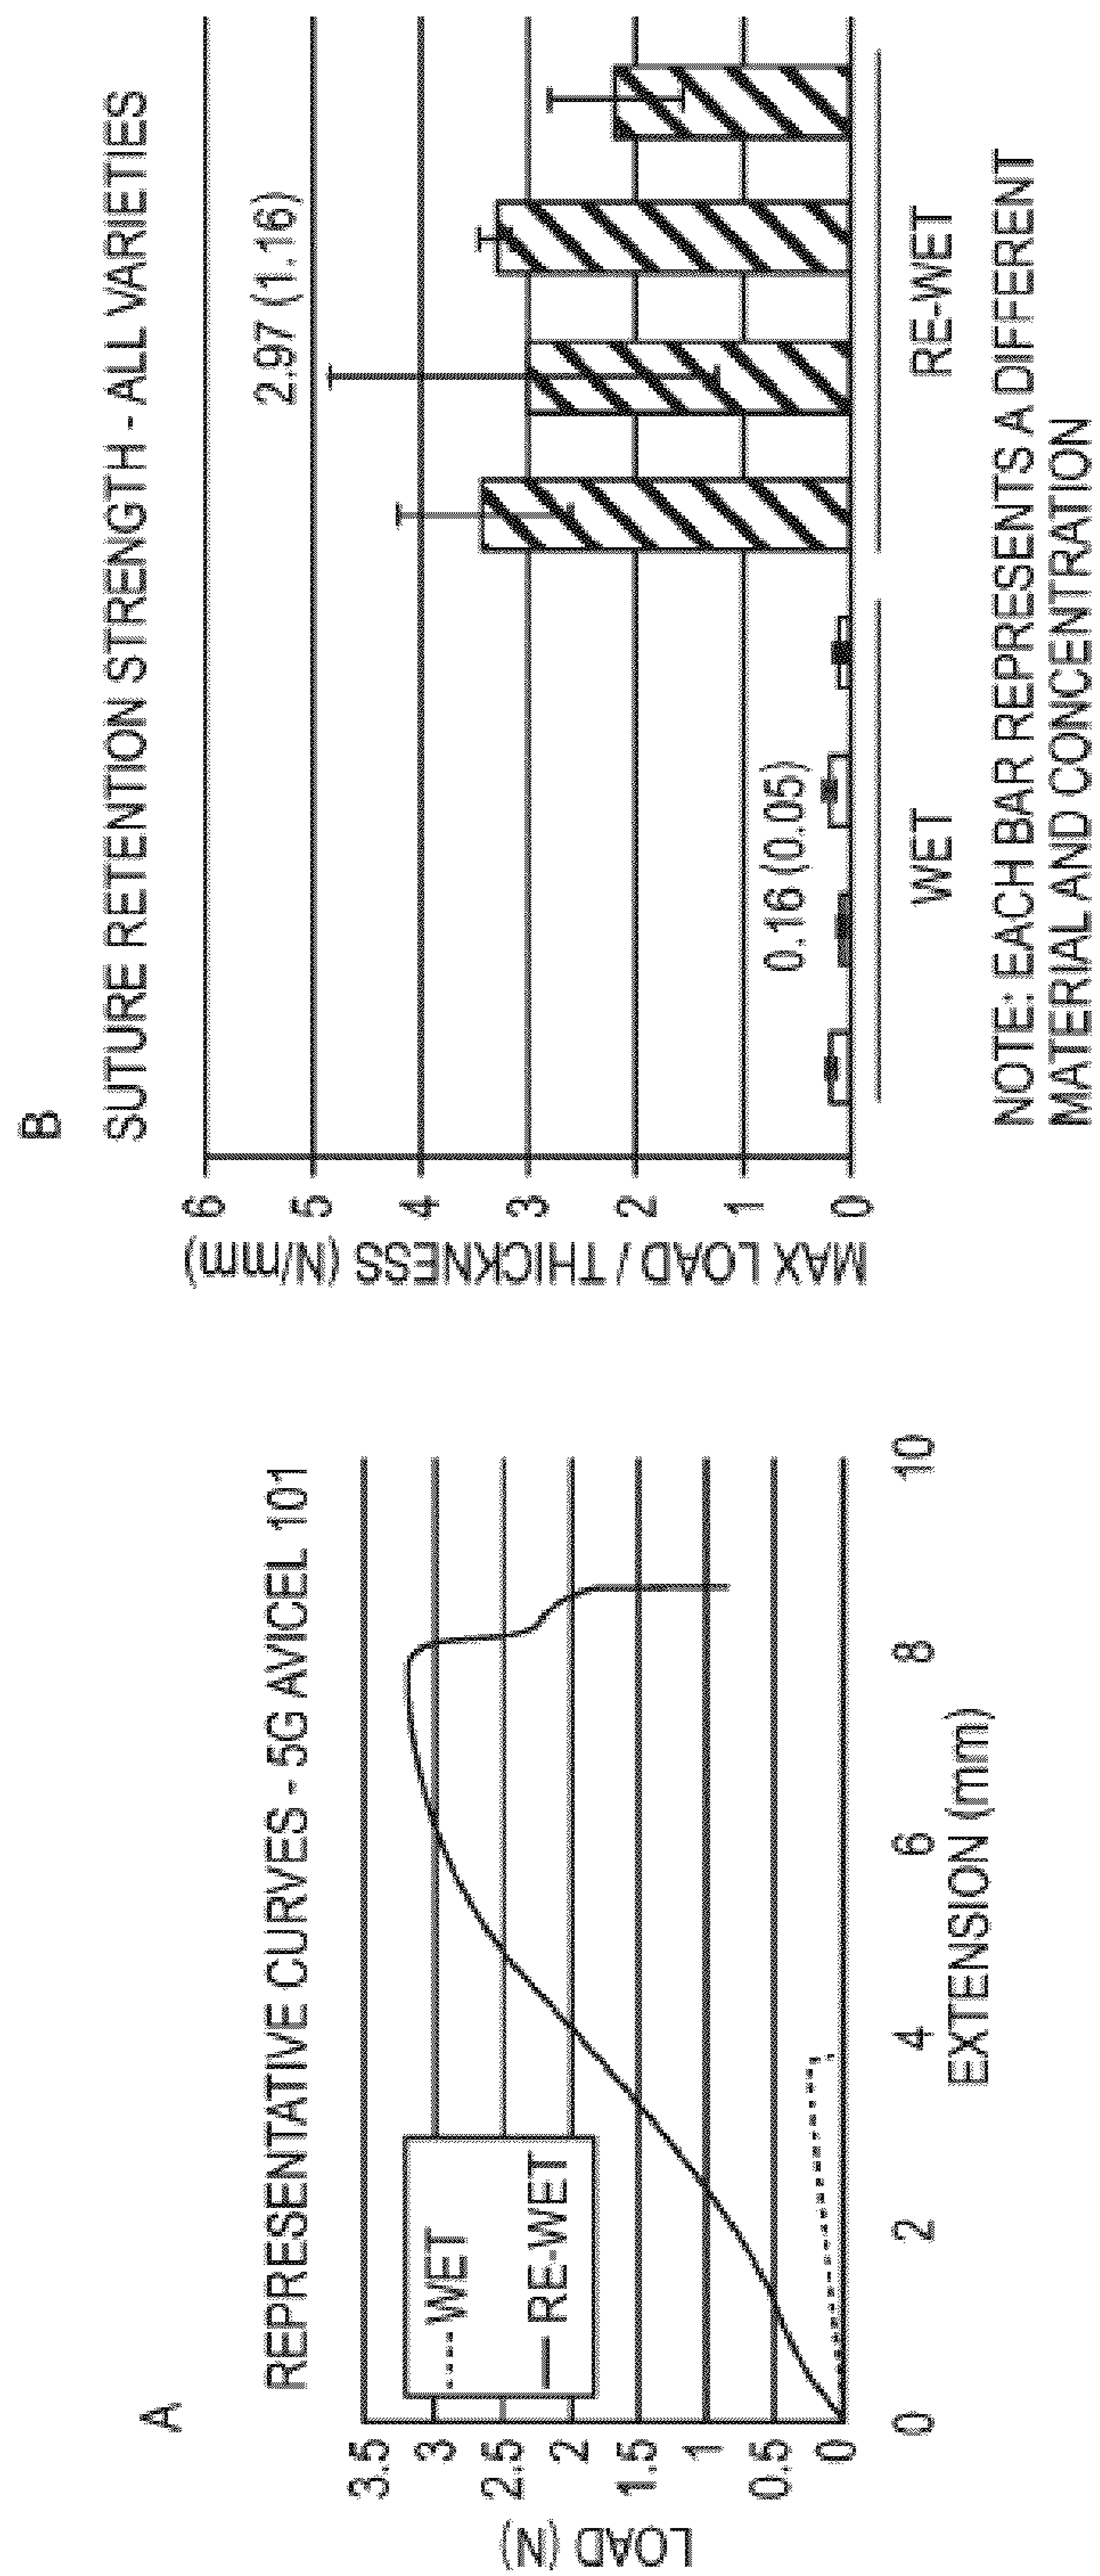 A
REPRESENTATIVE CURVES - 5G AVICEL 101
LOAD (N)
3.5
3
2.5
2
1.5
1
0.5
0
WET
RE-WET
0
2
4
6
8
10
EXTENSION (mm)
B
SUTURE RETENTION STRENGTH - ALL VARIETIES
MAX LOAD / THICKNESS (N/mm)
6
5
4
3
2
1
0
2.97 (1.16)
0.16 (0.05)
WET
RE-WET
NOTE: EACH BAR REPRESENTS A DIFFERENT
MATERIAL AND CONCENTRATION